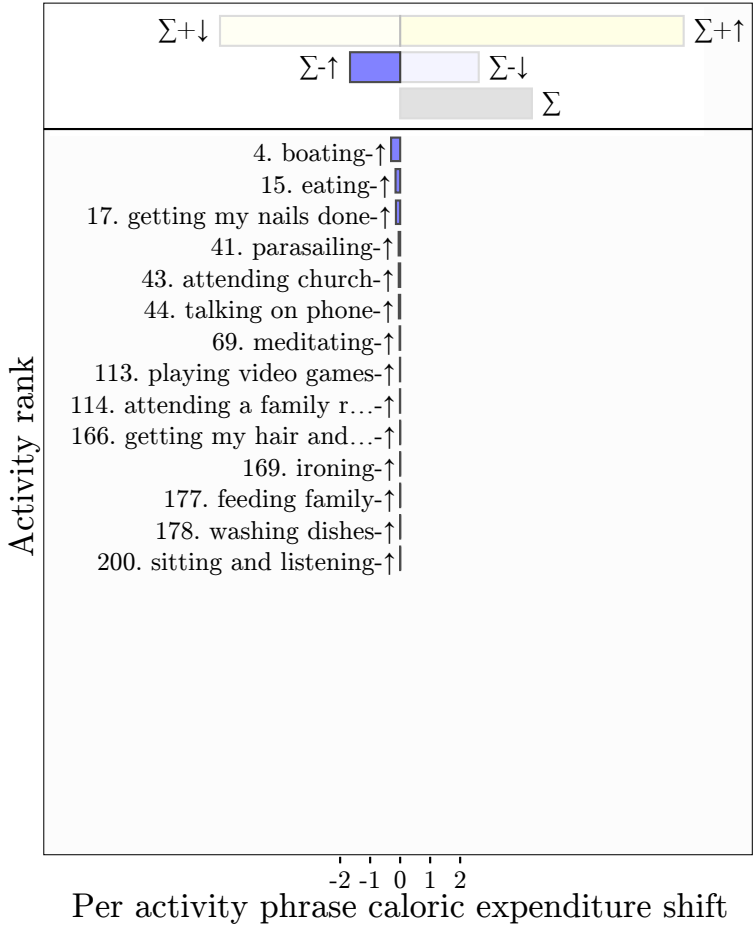 ∑+↓ ∑+↑
∑-↑ ∑-↓
∑
4. boating-↑
15. eating-↑
17. getting my nails done-↑
41. parasailing-↑
43. attending church-↑
44. talking on phone-↑
69. meditating-↑
113. playing video games-↑
114. attending a family r...-↑
166. getting my hair and...-↑
169. ironing-↑
177. feeding family-↑
178. washing dishes-↑
200. sitting and listening-↑
Activity rank
-2 -1 0 1 2
Per activity phrase caloric expenditure shift